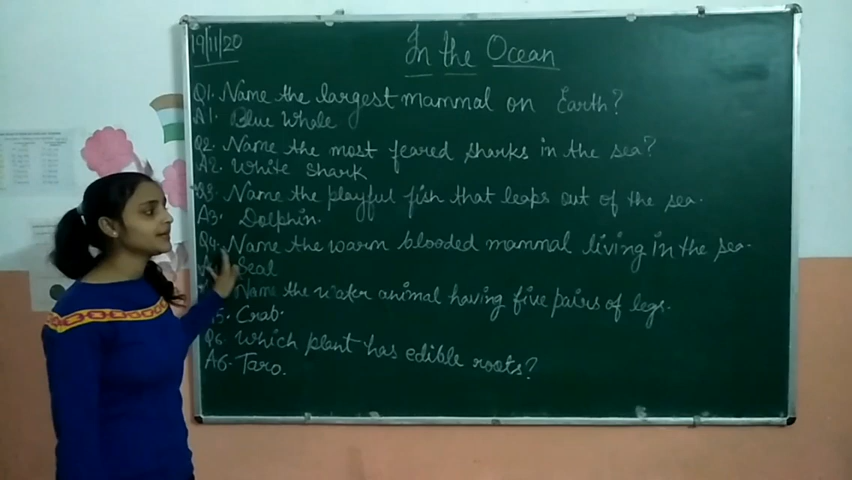 19/11/20
In the Ocean
Q1. Name the largest mammal on Earth?
A1. Blue Whale
Q2. Name the most feared sharks in the sea?
A2. White shark
Q3. Name the playful fish that leaps out of the sea.
A3. Dolphin.
Q4. Name the warm blooded mammal living in the sea.
Seal
Name the water animal having five pairs of legs.
5. Crab.
Q6. Which plant has edible roots?
A6. Taro.